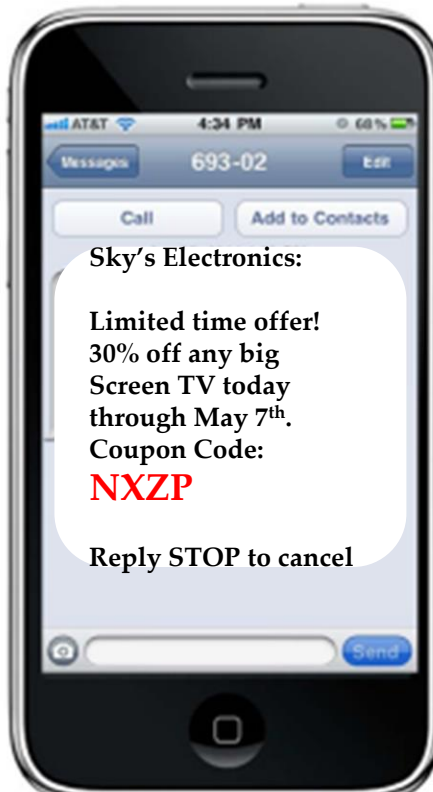 AT&T 4:34 PM 68%
Messages 693-02 Edit
Call Add to Contacts
Sky’s Electronics:
Limited time offer!
30% off any big
Screen TV today
through May 7th.
Coupon Code:
NXZP
Reply STOP to cancel
Send